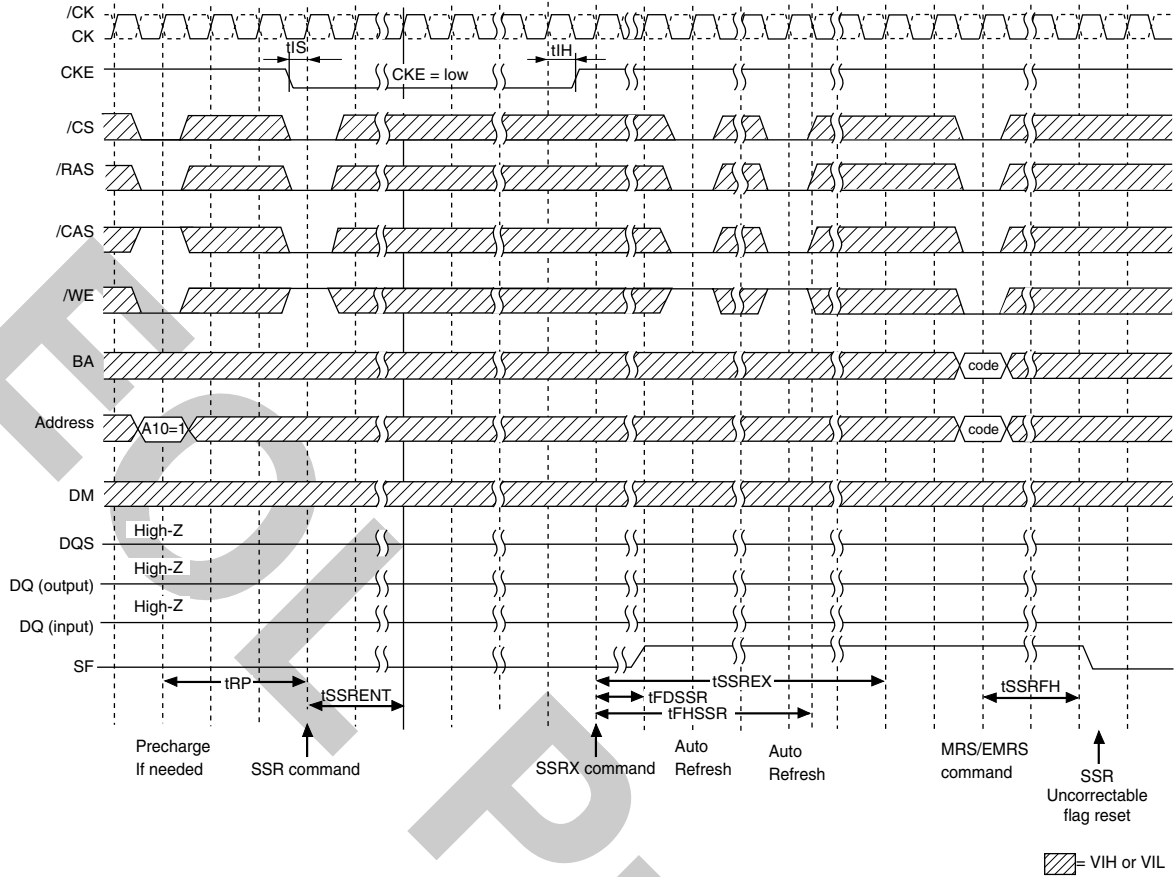 /CK
CK
tIS
tIH
CKE
CKE = low
/CS
/RAS
/CAS
/WE
BA
code
Address
A10=1
code
DM
High-Z
DQS
High-Z
DQ (output)
High-Z
DQ (input)
SF
tRP
tSSREX
tSSRENT
tFDSSR
tSSRFH
tFHSSR
Precharge
If needed
SSR command
SSRX command
Auto
Refresh
Auto
Refresh
MRS/EMRS
command
SSR
Uncorrectable
flag reset
= VIH or VIL
EOL P